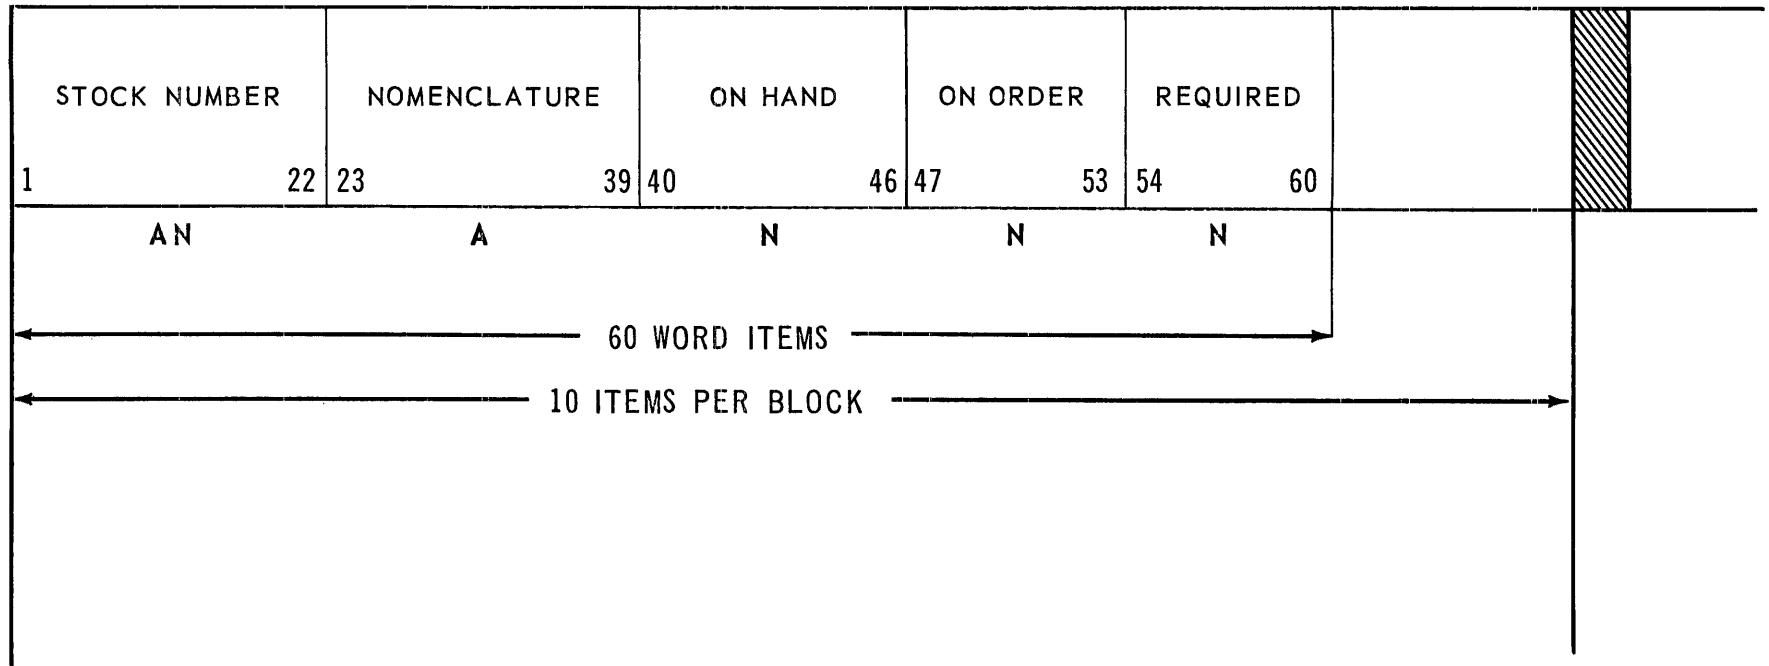 STOCK NUMBER NOMENCLATURE ON HAND ON ORDER REQUIRED
1 22 23 39 40 46 47 53 54 60
AN A N N N
60 WORD ITEMS
10 ITEMS PER BLOCK